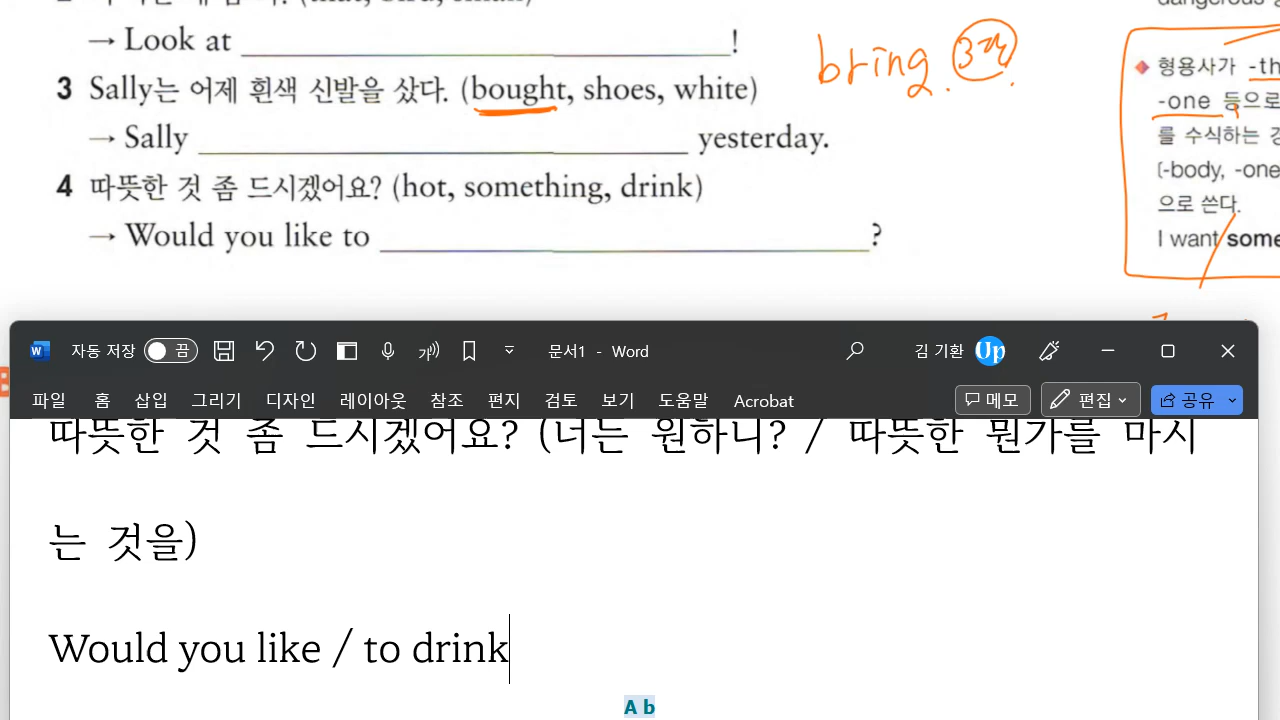 → Look at !
bring. 3과.
3 Sally는 어제 흰색 신발을 샀다. (bought, shoes, white)
→ Sally yesterday.
4 따뜻한 것 좀 드시겠어요? (hot, something, drink)
→ Would you like to ?
형용사가 -th
-one 등으로
를 수식하는
(-body, -one
으로 쓴다.
I want some
자동 저장 끔 문서1 - Word 김 기환 Up
파일 홈 삽입 그리기 디자인 레이아웃 참조 편지 검토 보기 도움말 Acrobat 메모 편집 공유
따뜻한 것 좀 드시겠어요? (너는 원하니? / 따뜻한 뭔가를 마시
는 것을)
Would you like / to drink
A b